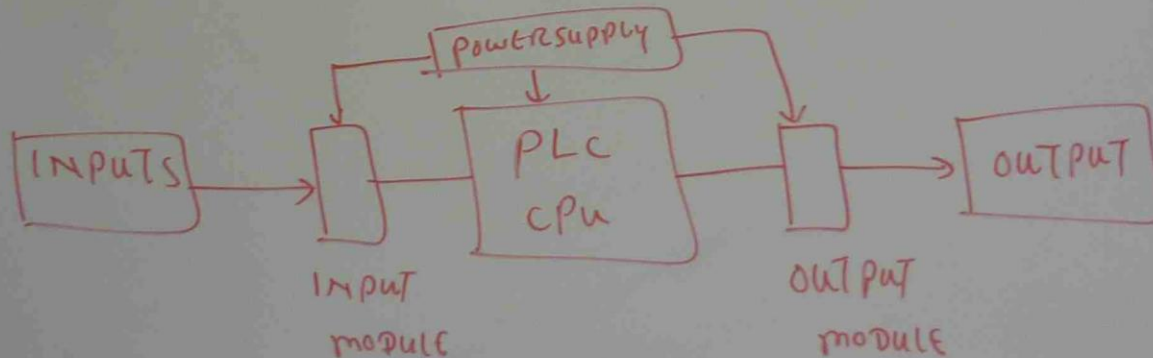 POWERSUPPLY
INPUTS
PLC
CPU
OUTPUT
INPUT
MODULE
OUTPUT
MODULE